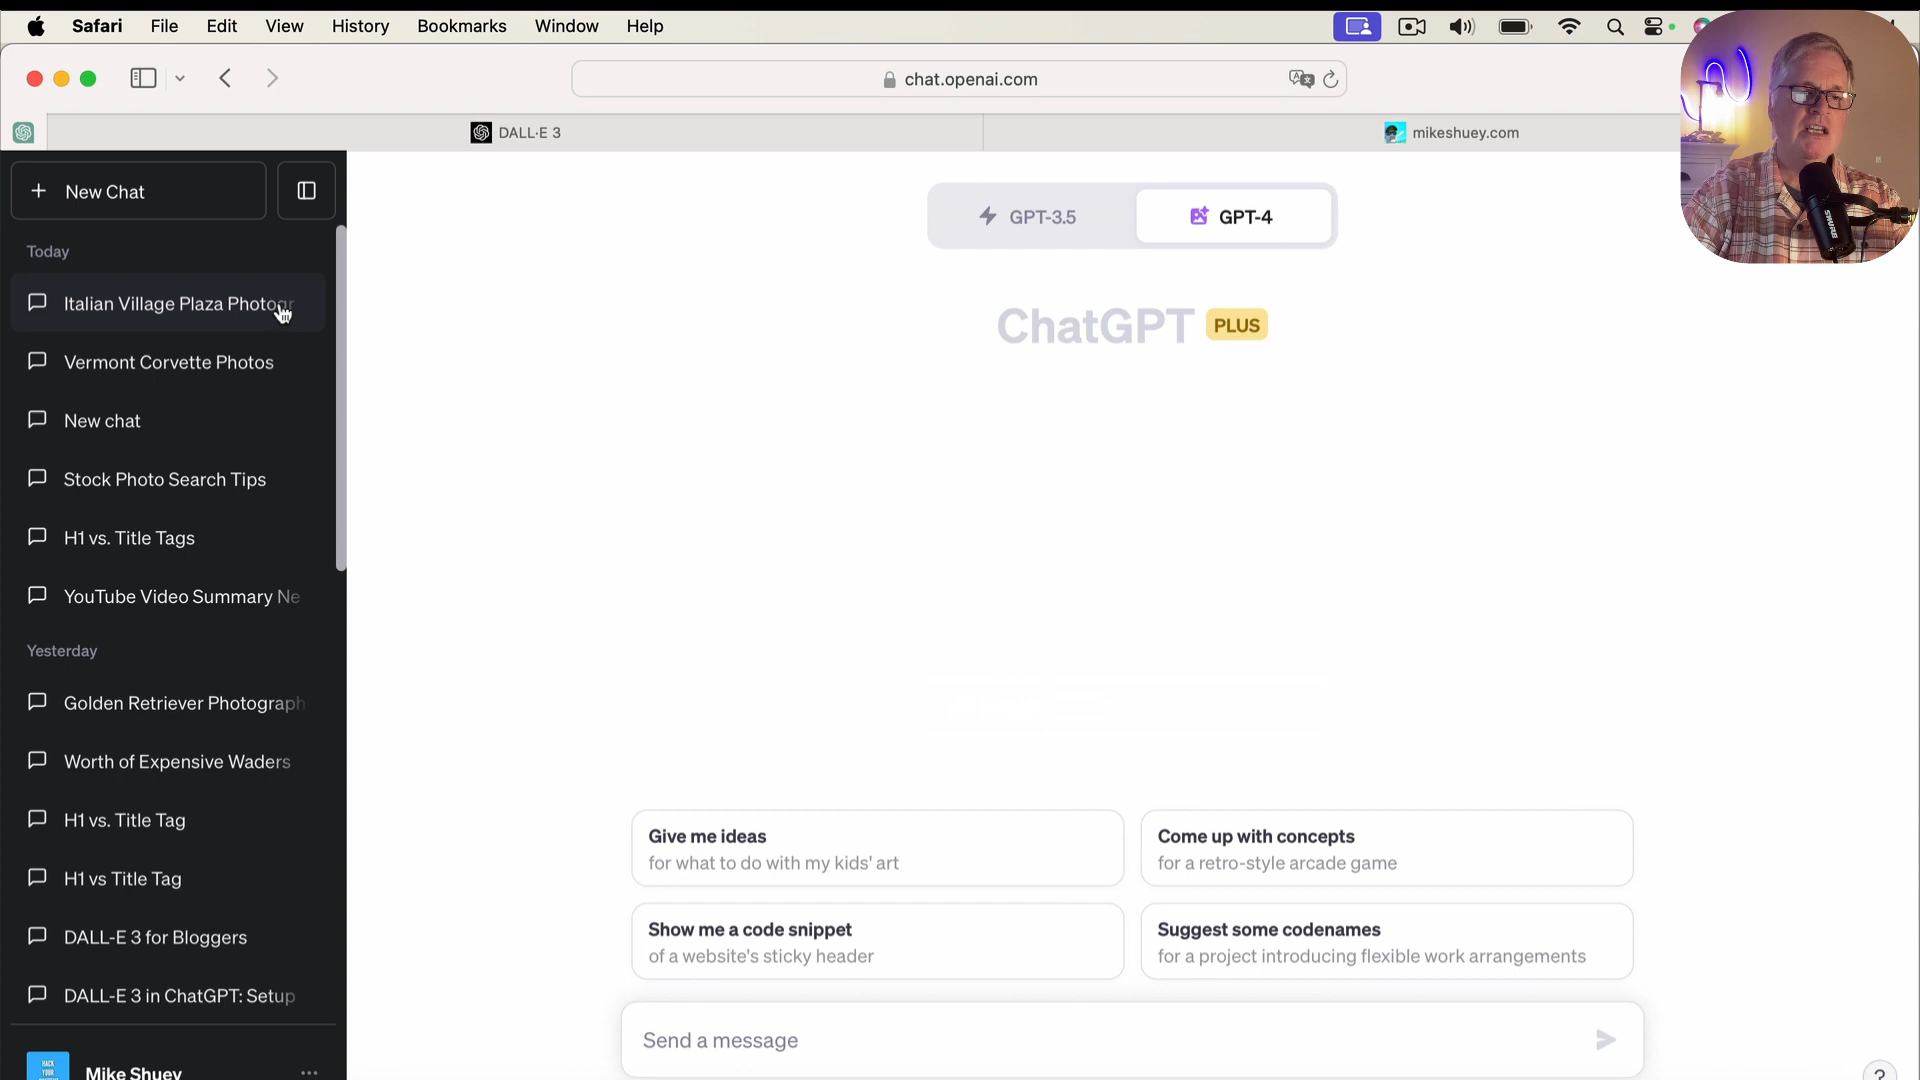 Safari File Edit View History Bookmarks Window Help
chat.openai.com
DALL·E 3
mikeshuey.com
New Chat
GPT-3.5
GPT-4
Today
ChatGPT PLUS
Italian Village Plaza Photogr
Vermont Corvette Photos
New chat
Stock Photo Search Tips
H1 vs. Title Tags
YouTube Video Summary Ne
Yesterday
Golden Retriever Photograph
Worth of Expensive Waders
H1 vs. Title Tag
H1 vs Title Tag
DALL-E 3 for Bloggers
DALL-E 3 in ChatGPT: Setup
Mike Shuey
Give me ideas
for what to do with my kids' art
Come up with concepts
for a retro-style arcade game
Show me a code snippet
of a website's sticky header
Suggest some codenames
for a project introducing flexible work arrangements
Send a message
?
SHURE
HACK
YOUR